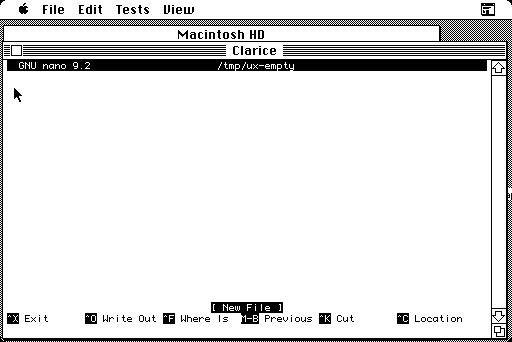 File Edit Tests View
Macintosh HD
Clarice
GNU nano 9.2 /tmp/ux-empty
[ New File ]
^X Exit ^O Write Out ^F Where Is M-B Previous ^K Cut ^C Location